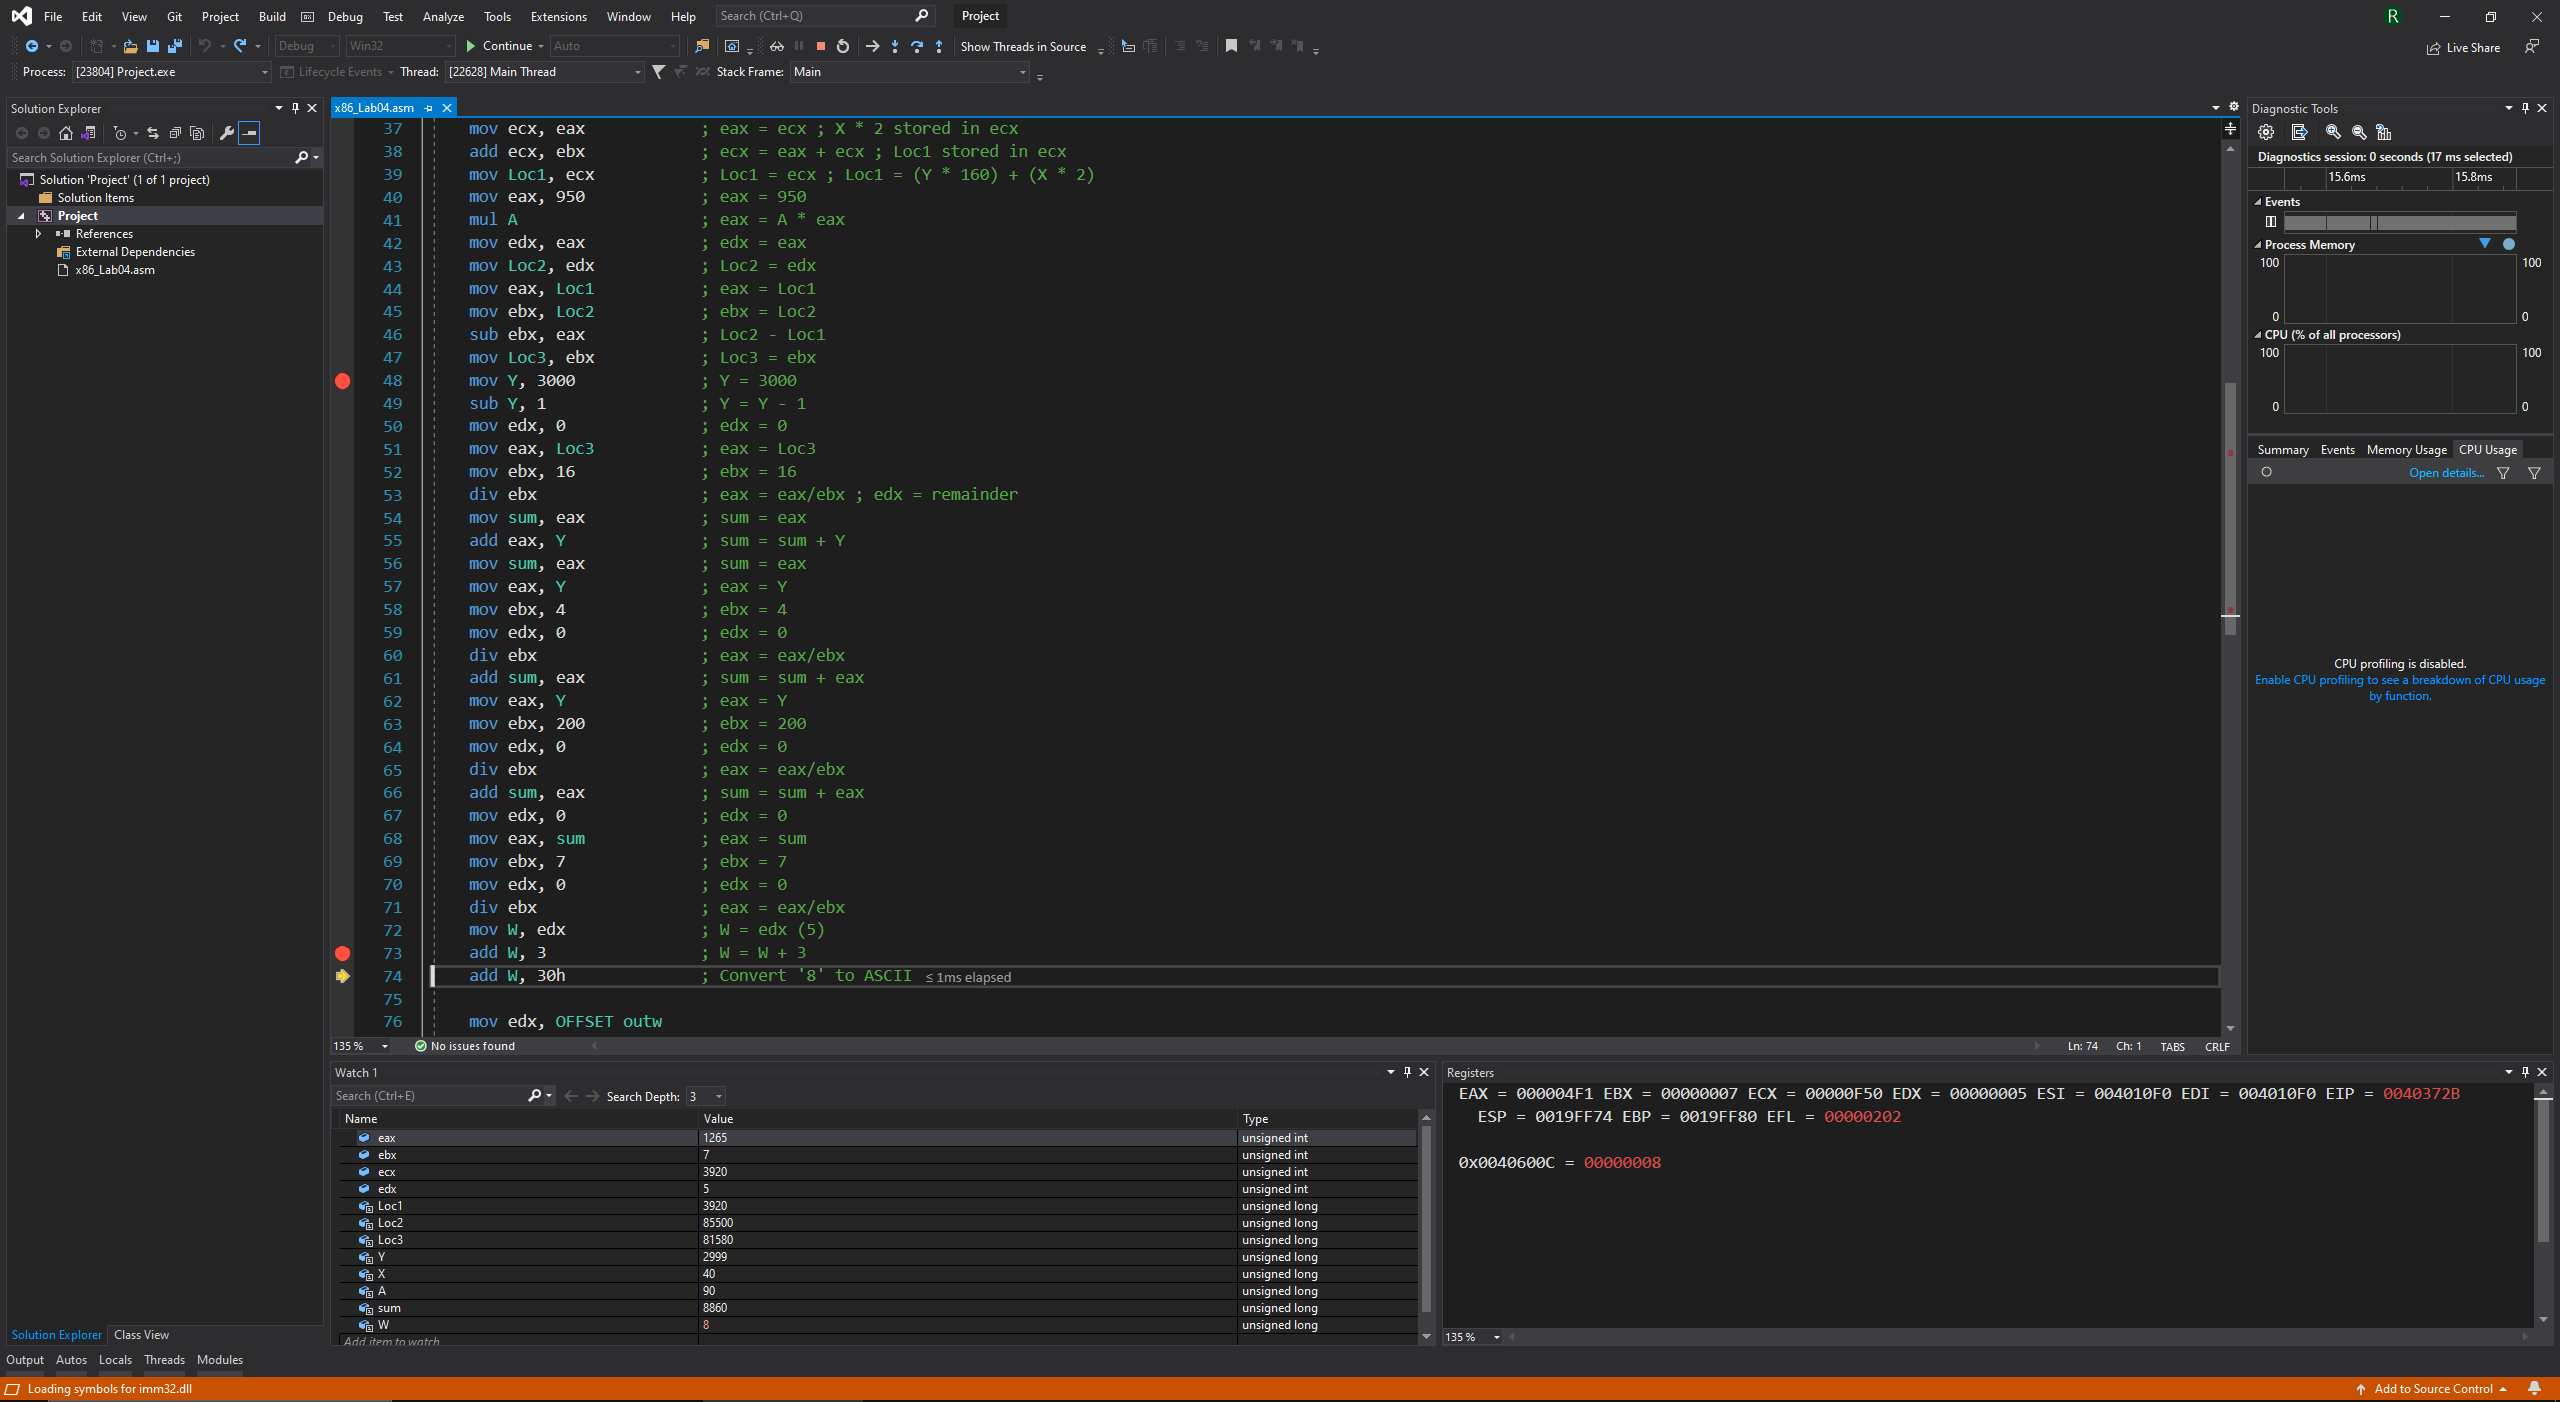 File Edit View Git Project Build Debug Test Analyze Tools Extensions Window Help Search (Ctrl+Q) Project R
Debug Win32 Continue Auto Show Threads in Source Live Share
Process: [23804] Project.exe Lifecycle Events Thread: [22628] Main Thread Stack Frame: Main
Solution Explorer
Search Solution Explorer (Ctrl+;)
Solution 'Project' (1 of 1 project)
Solution Items
Project
References
External Dependencies
x86_Lab04.asm
Solution Explorer Class View
x86_Lab04.asm
37 mov ecx, eax ; eax = ecx ; X * 2 stored in ecx
38 add ecx, ebx ; ecx = eax + ecx ; Loc1 stored in ecx
39 mov Loc1, ecx ; Loc1 = ecx ; Loc1 = (Y * 160) + (X * 2)
40 mov eax, 950 ; eax = 950
41 mul A ; eax = A * eax
42 mov edx, eax ; edx = eax
43 mov Loc2, edx ; Loc2 = edx
44 mov eax, Loc1 ; eax = Loc1
45 mov ebx, Loc2 ; ebx = Loc2
46 sub ebx, eax ; Loc2 - Loc1
47 mov Loc3, ebx ; Loc3 = ebx
48 mov Y, 3000 ; Y = 3000
49 sub Y, 1 ; Y = Y - 1
50 mov edx, 0 ; edx = 0
51 mov eax, Loc3 ; eax = Loc3
52 mov ebx, 16 ; ebx = 16
53 div ebx ; eax = eax/ebx ; edx = remainder
54 mov sum, eax ; sum = eax
55 add eax, Y ; sum = sum + Y
56 mov sum, eax ; sum = eax
57 mov eax, Y ; eax = Y
58 mov ebx, 4 ; ebx = 4
59 mov edx, 0 ; edx = 0
60 div ebx ; eax = eax/ebx
61 add sum, eax ; sum = sum + eax
62 mov eax, Y ; eax = Y
63 mov ebx, 200 ; ebx = 200
64 mov edx, 0 ; edx = 0
65 div ebx ; eax = eax/ebx
66 add sum, eax ; sum = sum + eax
67 mov edx, 0 ; edx = 0
68 mov eax, sum ; eax = sum
69 mov ebx, 7 ; ebx = 7
70 mov edx, 0 ; edx = 0
71 div ebx ; eax = eax/ebx
72 mov W, edx ; W = edx (5)
73 add W, 3 ; W = W + 3
74 add W, 30h ; Convert '8' to ASCII ≤ 1ms elapsed
75
76 mov edx, OFFSET outw
135 % No issues found Ln: 74 Ch: 1 TABS CRLF
Diagnostic Tools
Diagnostics session: 0 seconds (17 ms selected)
15.6ms 15.8ms
Events
Process Memory
100 100
0 0
CPU (% of all processors)
100 100
0 0
Summary Events Memory Usage CPU Usage
Open details...
CPU profiling is disabled.
Enable CPU profiling to see a breakdown of CPU usage
by function.
Watch 1
Search (Ctrl+E) Search Depth: 3
Name Value Type
eax 1265 unsigned int
ebx 7 unsigned int
ecx 3920 unsigned int
edx 5 unsigned int
Loc1 3920 unsigned long
Loc2 85500 unsigned long
Loc3 81580 unsigned long
Y 2999 unsigned long
X 40 unsigned long
A 90 unsigned long
sum 8860 unsigned long
W 8 unsigned long
Add item to watch
Registers
EAX = 000004F1 EBX = 00000007 ECX = 00000F50 EDX = 00000005 ESI = 004010F0 EDI = 004010F0 EIP = 0040372B
ESP = 0019FF74 EBP = 0019FF80 EFL = 00000202
0x0040600C = 00000008
135 %
Output Autos Locals Threads Modules
Loading symbols for imm32.dll Add to Source Control